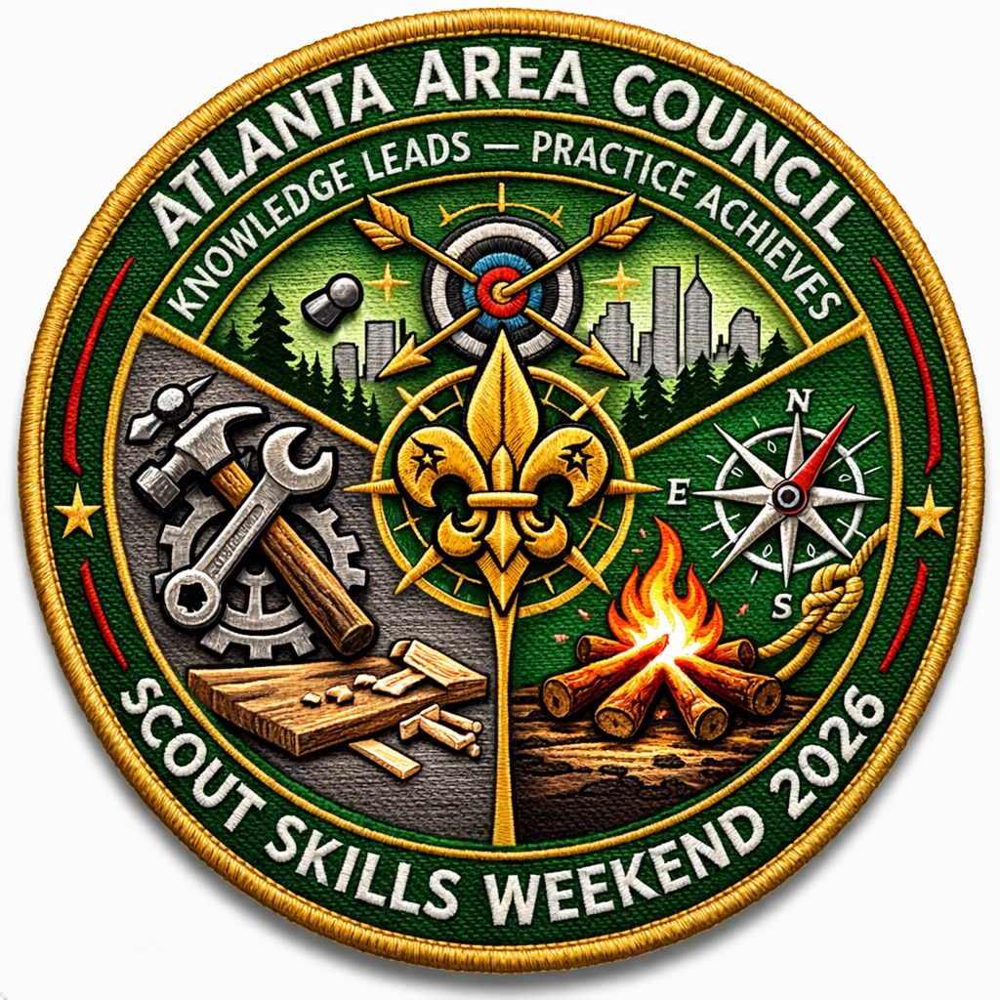 ATLANTA AREA COUNCIL
KNOWLEDGE LEADS — PRACTICE ACHIEVES
N
E
S
SCOUT SKILLS WEEKEND 2026